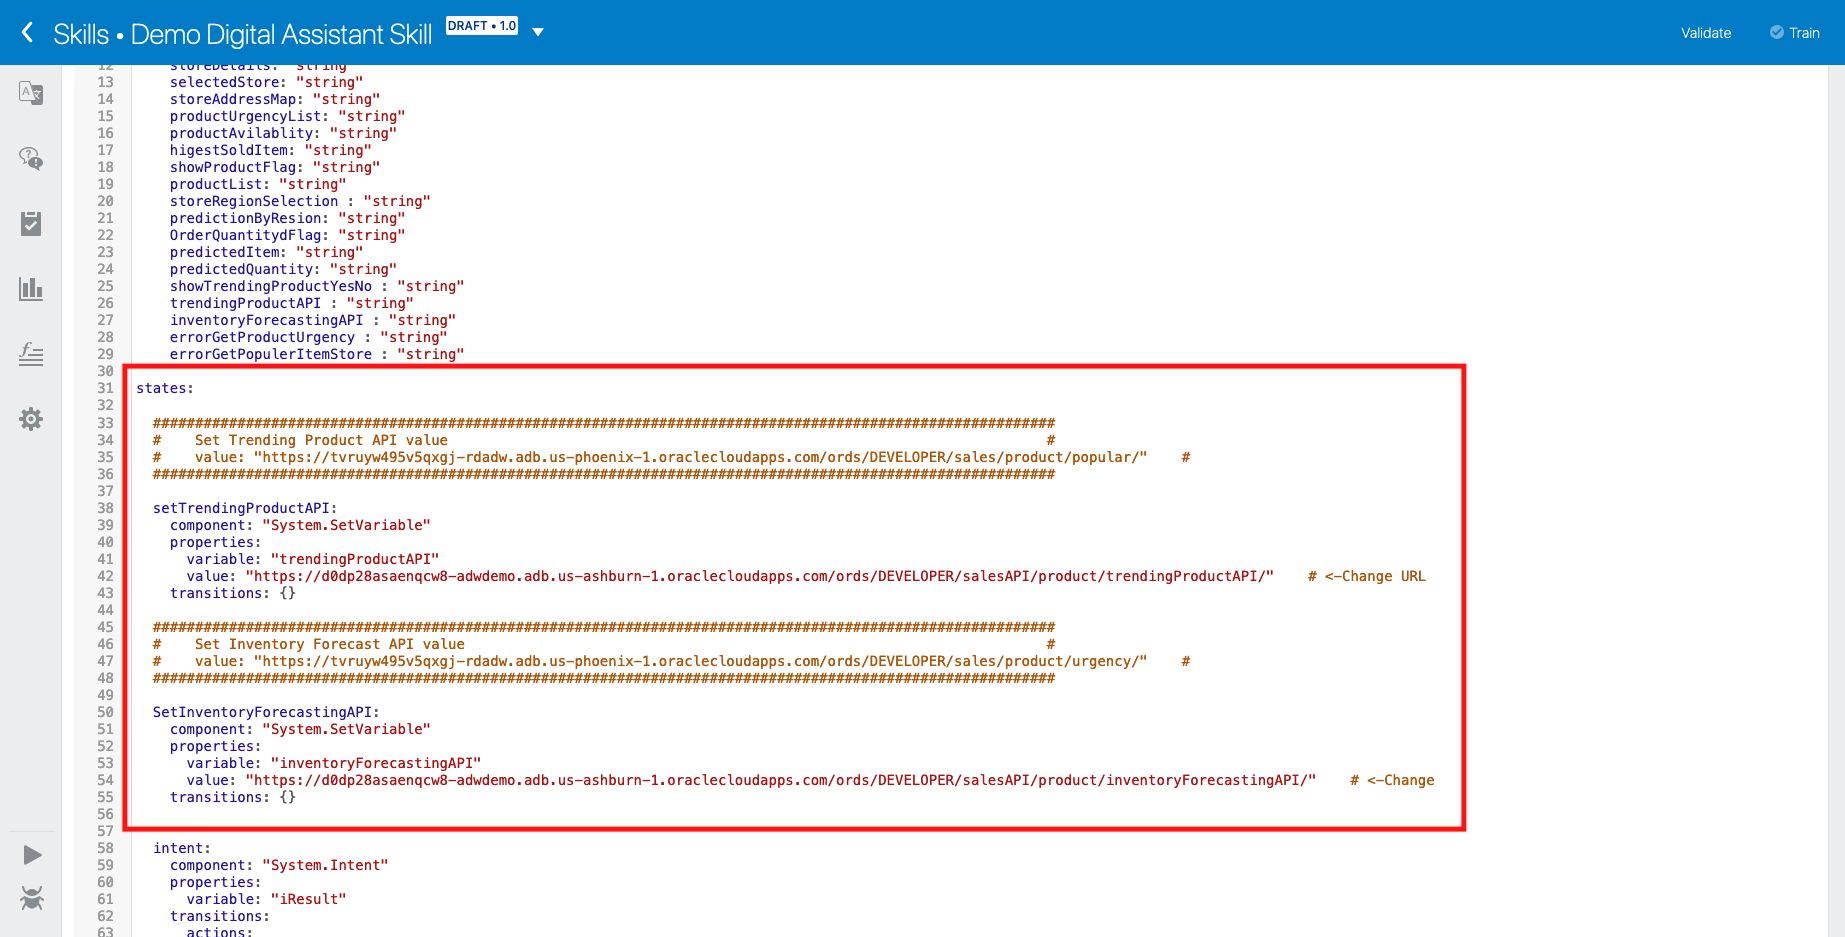 Skills • Demo Digital Assistant Skill DRAFT • 1.0 Validate Train
12 storeDetails: "string"
13 selectedStore: "string"
14 storeAddressMap: "string"
15 productUrgencyList: "string"
16 productAvilablity: "string"
17 higestSoldItem: "string"
18 showProductFlag: "string"
19 productList: "string"
20 storeRegionSelection : "string"
21 predictionByResion: "string"
22 OrderQuantitydFlag: "string"
23 predictedItem: "string"
24 predictedQuantity: "string"
25 showTrendingProductYesNo : "string"
26 trendingProductAPI : "string"
27 inventoryForecastingAPI : "string"
28 errorGetProductUrgency : "string"
29 errorGetPopulerItemStore : "string"
30
31 states:
32
33 ###########################################################################################################
34 # Set Trending Product API value #
35 # value: "https://tvruyw495v5qxgj-rdadw.adb.us-phoenix-1.oraclecloudapps.com/ords/DEVELOPER/sales/product/popular/" #
36 ###########################################################################################################
37
38 setTrendingProductAPI:
39 component: "System.SetVariable"
40 properties:
41 variable: "trendingProductAPI"
42 value: "https://d0dp28asaenqcw8-adwdemo.adb.us-ashburn-1.oraclecloudapps.com/ords/DEVELOPER/salesAPI/product/trendingProductAPI/" # <-Change URL
43 transitions: {}
44
45 ###########################################################################################################
46 # Set Inventory Forecast API value #
47 # value: "https://tvruyw495v5qxgj-rdadw.adb.us-phoenix-1.oraclecloudapps.com/ords/DEVELOPER/sales/product/urgency/" #
48 ###########################################################################################################
49
50 SetInventoryForecastingAPI:
51 component: "System.SetVariable"
52 properties:
53 variable: "inventoryForecastingAPI"
54 value: "https://d0dp28asaenqcw8-adwdemo.adb.us-ashburn-1.oraclecloudapps.com/ords/DEVELOPER/salesAPI/product/inventoryForecastingAPI/" # <-Change
55 transitions: {}
56
57
58 intent:
59 component: "System.Intent"
60 properties:
61 variable: "iResult"
62 transitions:
63 actions: